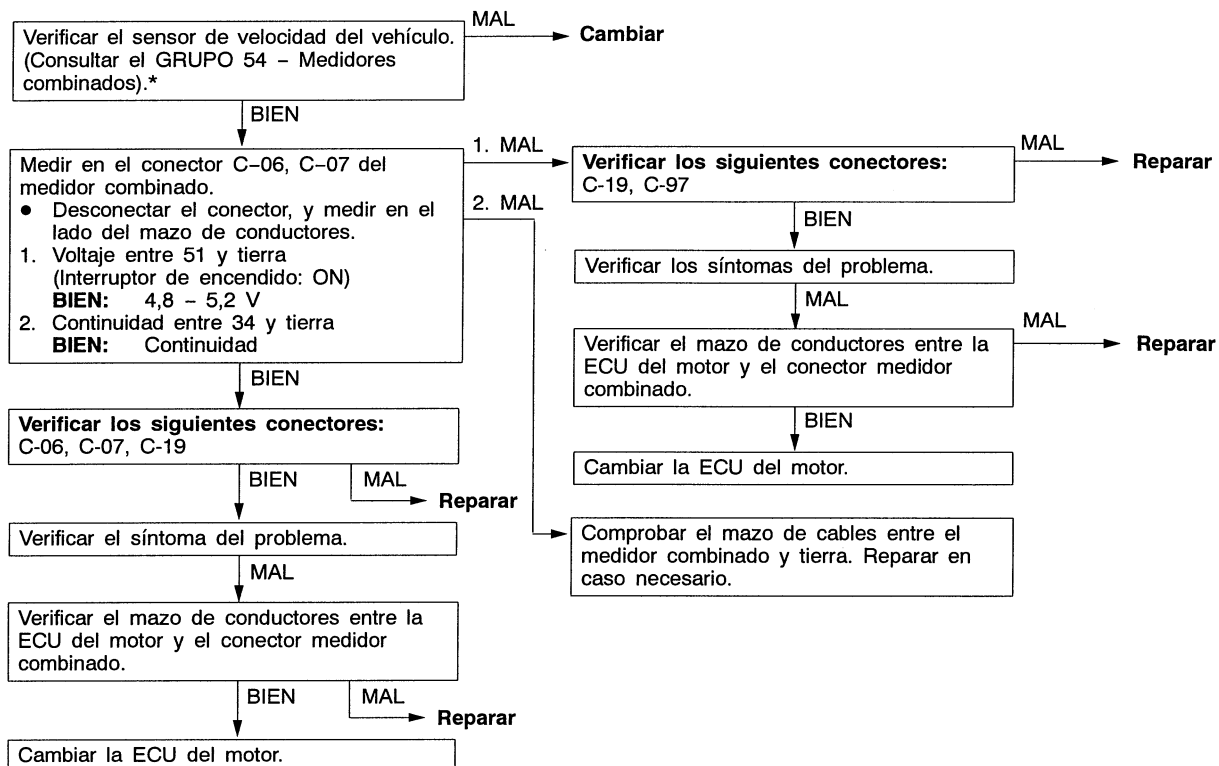 Verificar el sensor de velocidad del vehículo.
(Consultar el GRUPO 54 – Medidores
combinados).*
MAL
Cambiar
BIEN
Medir en el conector C–06, C–07 del
medidor combinado.
● Desconectar el conector, y medir en el
lado del mazo de conductores.
1. Voltaje entre 51 y tierra
(Interruptor de encendido: ON)
BIEN: 4,8 – 5,2 V
2. Continuidad entre 34 y tierra
BIEN: Continuidad
1. MAL
2. MAL
BIEN
Verificar los siguientes conectores:
C-06, C-07, C-19
BIEN
MAL
Reparar
Verificar el síntoma del problema.
MAL
Verificar el mazo de conductores entre la
ECU del motor y el conector medidor
combinado.
BIEN
MAL
Reparar
Cambiar la ECU del motor.
Verificar los siguientes conectores:
C-19, C-97
MAL
Reparar
BIEN
Verificar los síntomas del problema.
MAL
Verificar el mazo de conductores entre la
ECU del motor y el conector medidor
combinado.
MAL
Reparar
BIEN
Cambiar la ECU del motor.
Comprobar el mazo de cables entre el
medidor combinado y tierra. Reparar en
caso necesario.